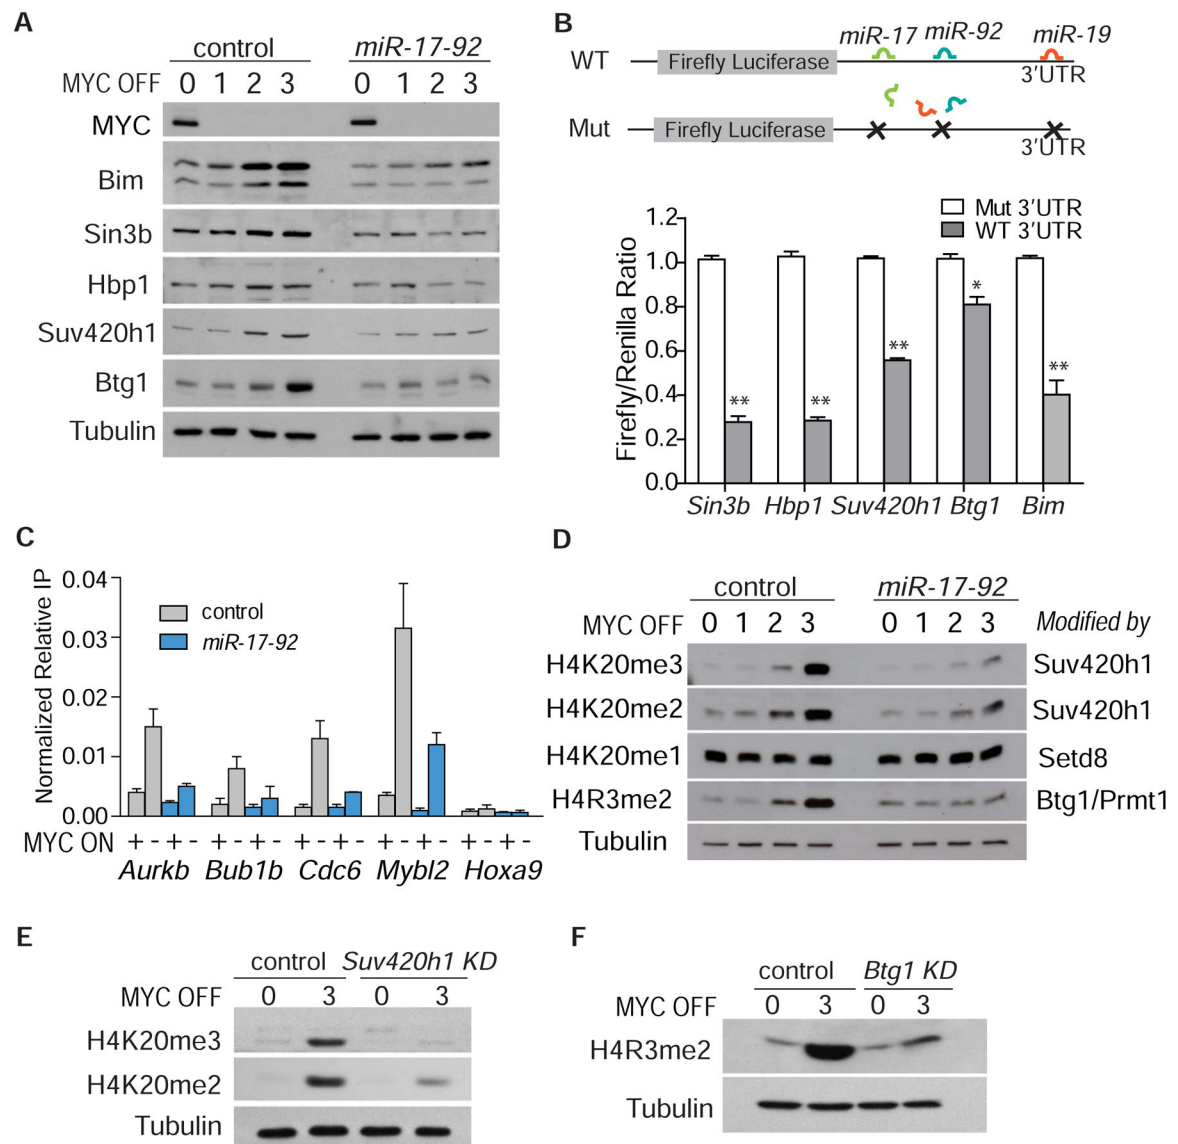 A
control miR-17-92
MYC OFF 0 1 2 3 0 1 2 3
MYC
Bim
Sin3b
Hbp1
Suv420h1
Btg1
Tubulin
B
miR-17 miR-92 miR-19
WT Firefly Luciferase
3'UTR
Mut Firefly Luciferase
3'UTR
Mut 3'UTR
WT 3'UTR
Firefly/Renilla Ratio
1.2
1.0
0.8
0.6
0.4
0.2
0.0
** ** ** * **
Sin3b Hbp1 Suv420h1 Btg1 Bim
C
Normalized Relative IP
0.04
0.03
0.02
0.01
0.00
control
miR-17-92
MYC ON + - + - + - + - + - + - + - + - + - + -
Aurkb Bub1b Cdc6 Mybl2 Hoxa9
D
control miR-17-92
MYC OFF 0 1 2 3 0 1 2 3 Modified by
H4K20me3 Suv420h1
H4K20me2 Suv420h1
H4K20me1 Setd8
H4R3me2 Btg1/Prmt1
Tubulin
E
control Suv420h1 KD
MYC OFF 0 3 0 3
H4K20me3
H4K20me2
Tubulin
F
control Btg1 KD
MYC OFF 0 3 0 3
H4R3me2
Tubulin